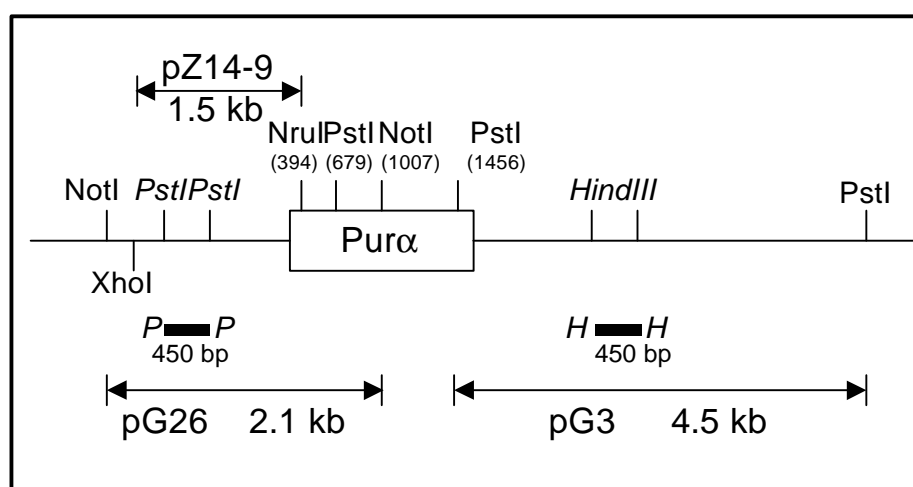 pZ14-9
1.5 kb
NruI PstI NotI PstI
(394) (679) (1007) (1456)
NotI PstI PstI HindIII PstI
Purα
XhoI
P P H H
450 bp 450 bp
pG26 2.1 kb pG3 4.5 kb